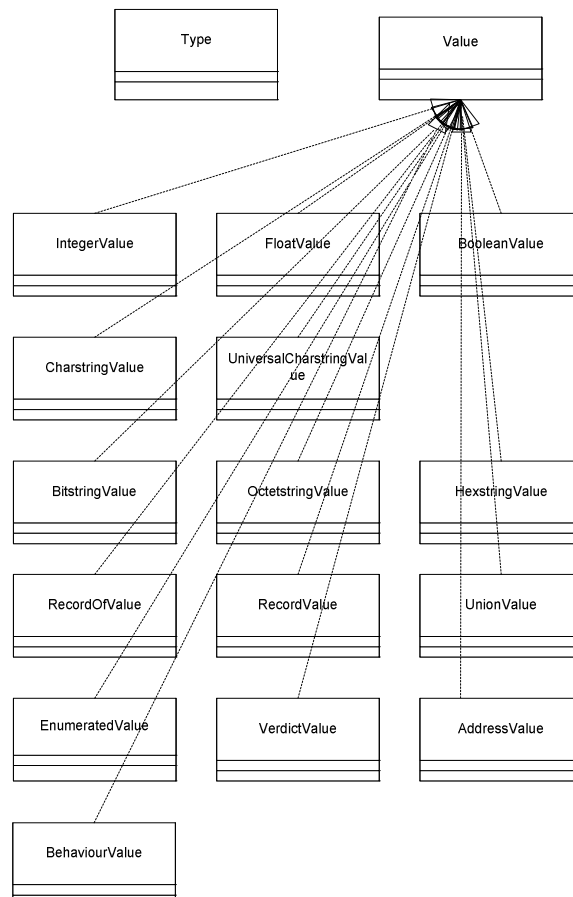 Type
Value
IntegerValue
FloatValue
BooleanValue
CharstringValue
UniversalCharstringVal
ue
BitstringValue
OctetstringValue
HexstringValue
RecordOfValue
RecordValue
UnionValue
EnumeratedValue
VerdictValue
AddressValue
BehaviourValue